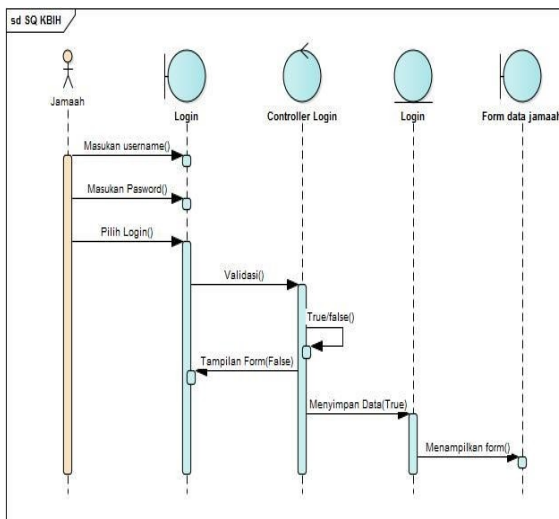 sd SQ KBIH
Jamaah
Login
Controller Login
Login
Form data jamaah
Masukan username()
Masukan Pasword()
Pilih Login()
Validasi()
True/false()
Tampilan Form(False)
Menyimpan Data(True)
Menampilkan form()